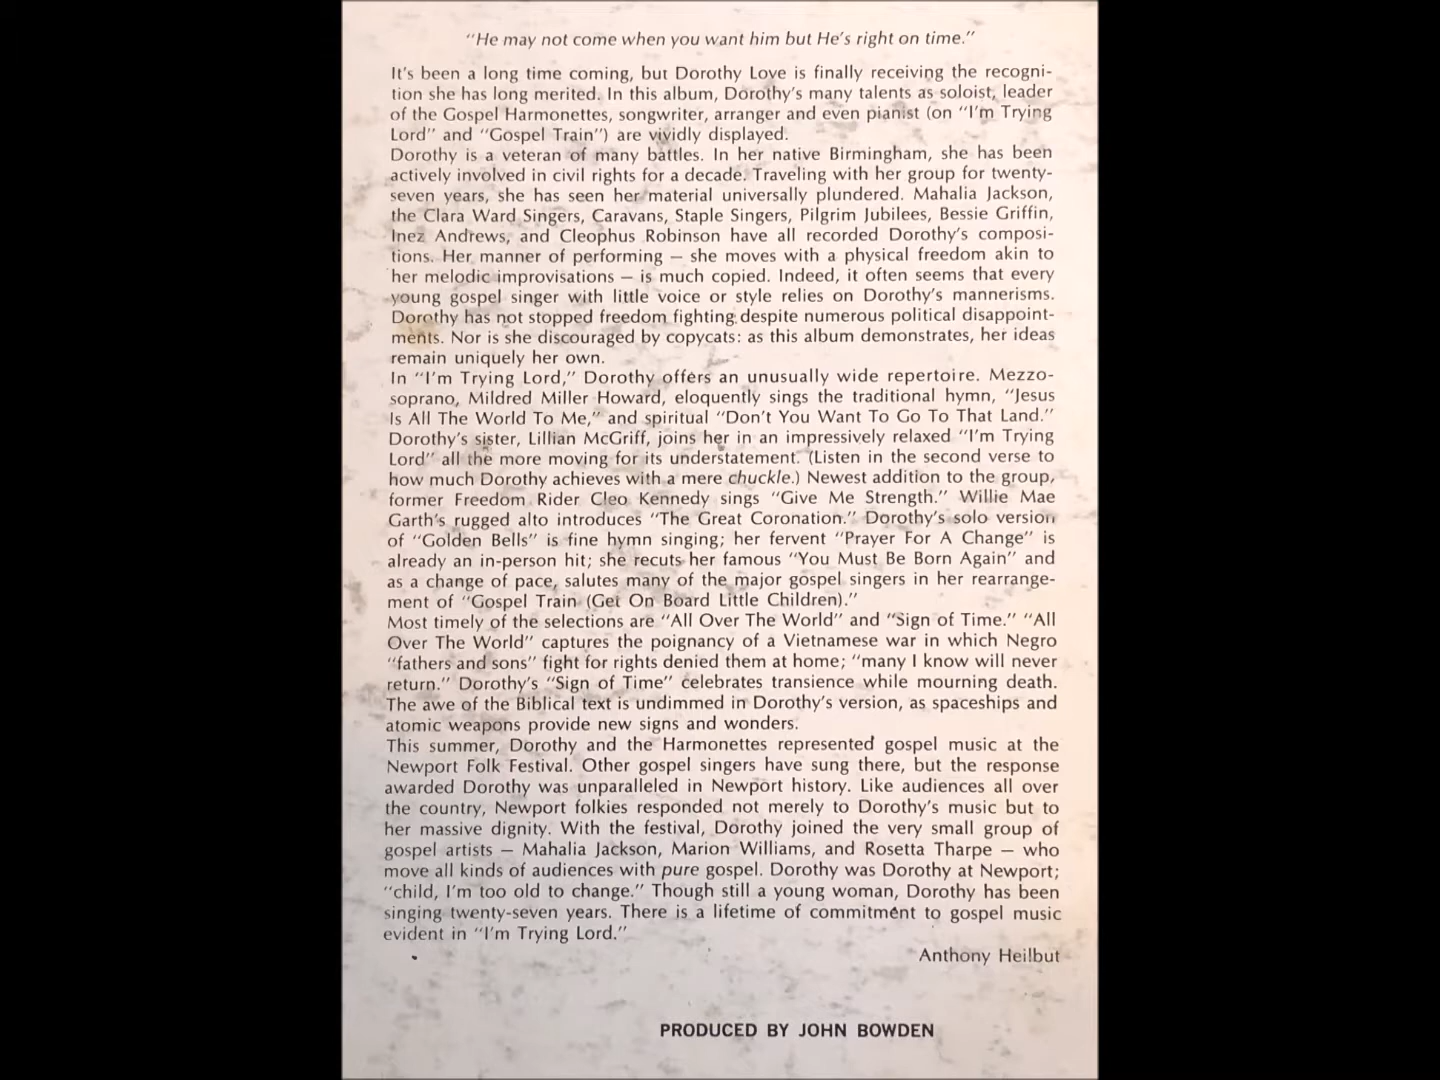 "He may not come when you want him but He's right on time."
It's been a long time coming, but Dorothy Love is finally receiving the recogni-
tion she has long merited. In this album, Dorothy's many talents as soloist, leader
of the Gospel Harmonettes, songwriter, arranger and even pianist (on "I'm Trying
Lord" and "Gospel Train") are vividly displayed.
Dorothy is a veteran of many battles. In her native Birmingham, she has been
actively involved in civil rights for a decade. Traveling with her group for twenty-
seven years, she has seen her material universally plundered. Mahalia Jackson,
the Clara Ward Singers, Caravans, Staple Singers, Pilgrim Jubilees, Bessie Griffin,
Inez Andrews, and Cleophus Robinson have all recorded Dorothy's composi-
tions. Her manner of performing — she moves with a physical freedom akin to
her melodic improvisations — is much copied. Indeed, it often seems that every
young gospel singer with little voice or style relies on Dorothy's mannerisms.
Dorothy has not stopped freedom fighting despite numerous political disappoint-
ments. Nor is she discouraged by copycats: as this album demonstrates, her ideas
remain uniquely her own.
In "I'm Trying Lord," Dorothy offers an unusually wide repertoire. Mezzo-
soprano, Mildred Miller Howard, eloquently sings the traditional hymn, "Jesus
Is All The World To Me," and spiritual "Don't You Want To Go To That Land."
Dorothy's sister, Lillian McGriff, joins her in an impressively relaxed "I'm Trying
Lord" all the more moving for its understatement. (Listen in the second verse to
how much Dorothy achieves with a mere chuckle.) Newest addition to the group,
former Freedom Rider Cleo Kennedy sings "Give Me Strength." Willie Mae
Garth's rugged alto introduces "The Great Coronation." Dorothy's solo version
of "Golden Bells" is fine hymn singing; her fervent "Prayer For A Change" is
already an in-person hit; she recuts her famous "You Must Be Born Again" and
as a change of pace, salutes many of the major gospel singers in her rearrange-
ment of "Gospel Train (Get On Board Little Children)."
Most timely of the selections are "All Over The World" and "Sign of Time." "All
Over The World" captures the poignancy of a Vietnamese war in which Negro
"fathers and sons" fight for rights denied them at home; "many I know will never
return." Dorothy's "Sign of Time" celebrates transience while mourning death.
The awe of the Biblical text is undimmed in Dorothy's version, as spaceships and
atomic weapons provide new signs and wonders.
This summer, Dorothy and the Harmonettes represented gospel music at the
Newport Folk Festival. Other gospel singers have sung there, but the response
awarded Dorothy was unparalleled in Newport history. Like audiences all over
the country, Newport folkies responded not merely to Dorothy's music but to
her massive dignity. With the festival, Dorothy joined the very small group of
gospel artists — Mahalia Jackson, Marion Williams, and Rosetta Tharpe — who
move all kinds of audiences with pure gospel. Dorothy was Dorothy at Newport;
"child, I'm too old to change." Though still a young woman, Dorothy has been
singing twenty-seven years. There is a lifetime of commitment to gospel music
evident in "I'm Trying Lord."
Anthony Heilbut
PRODUCED BY JOHN BOWDEN